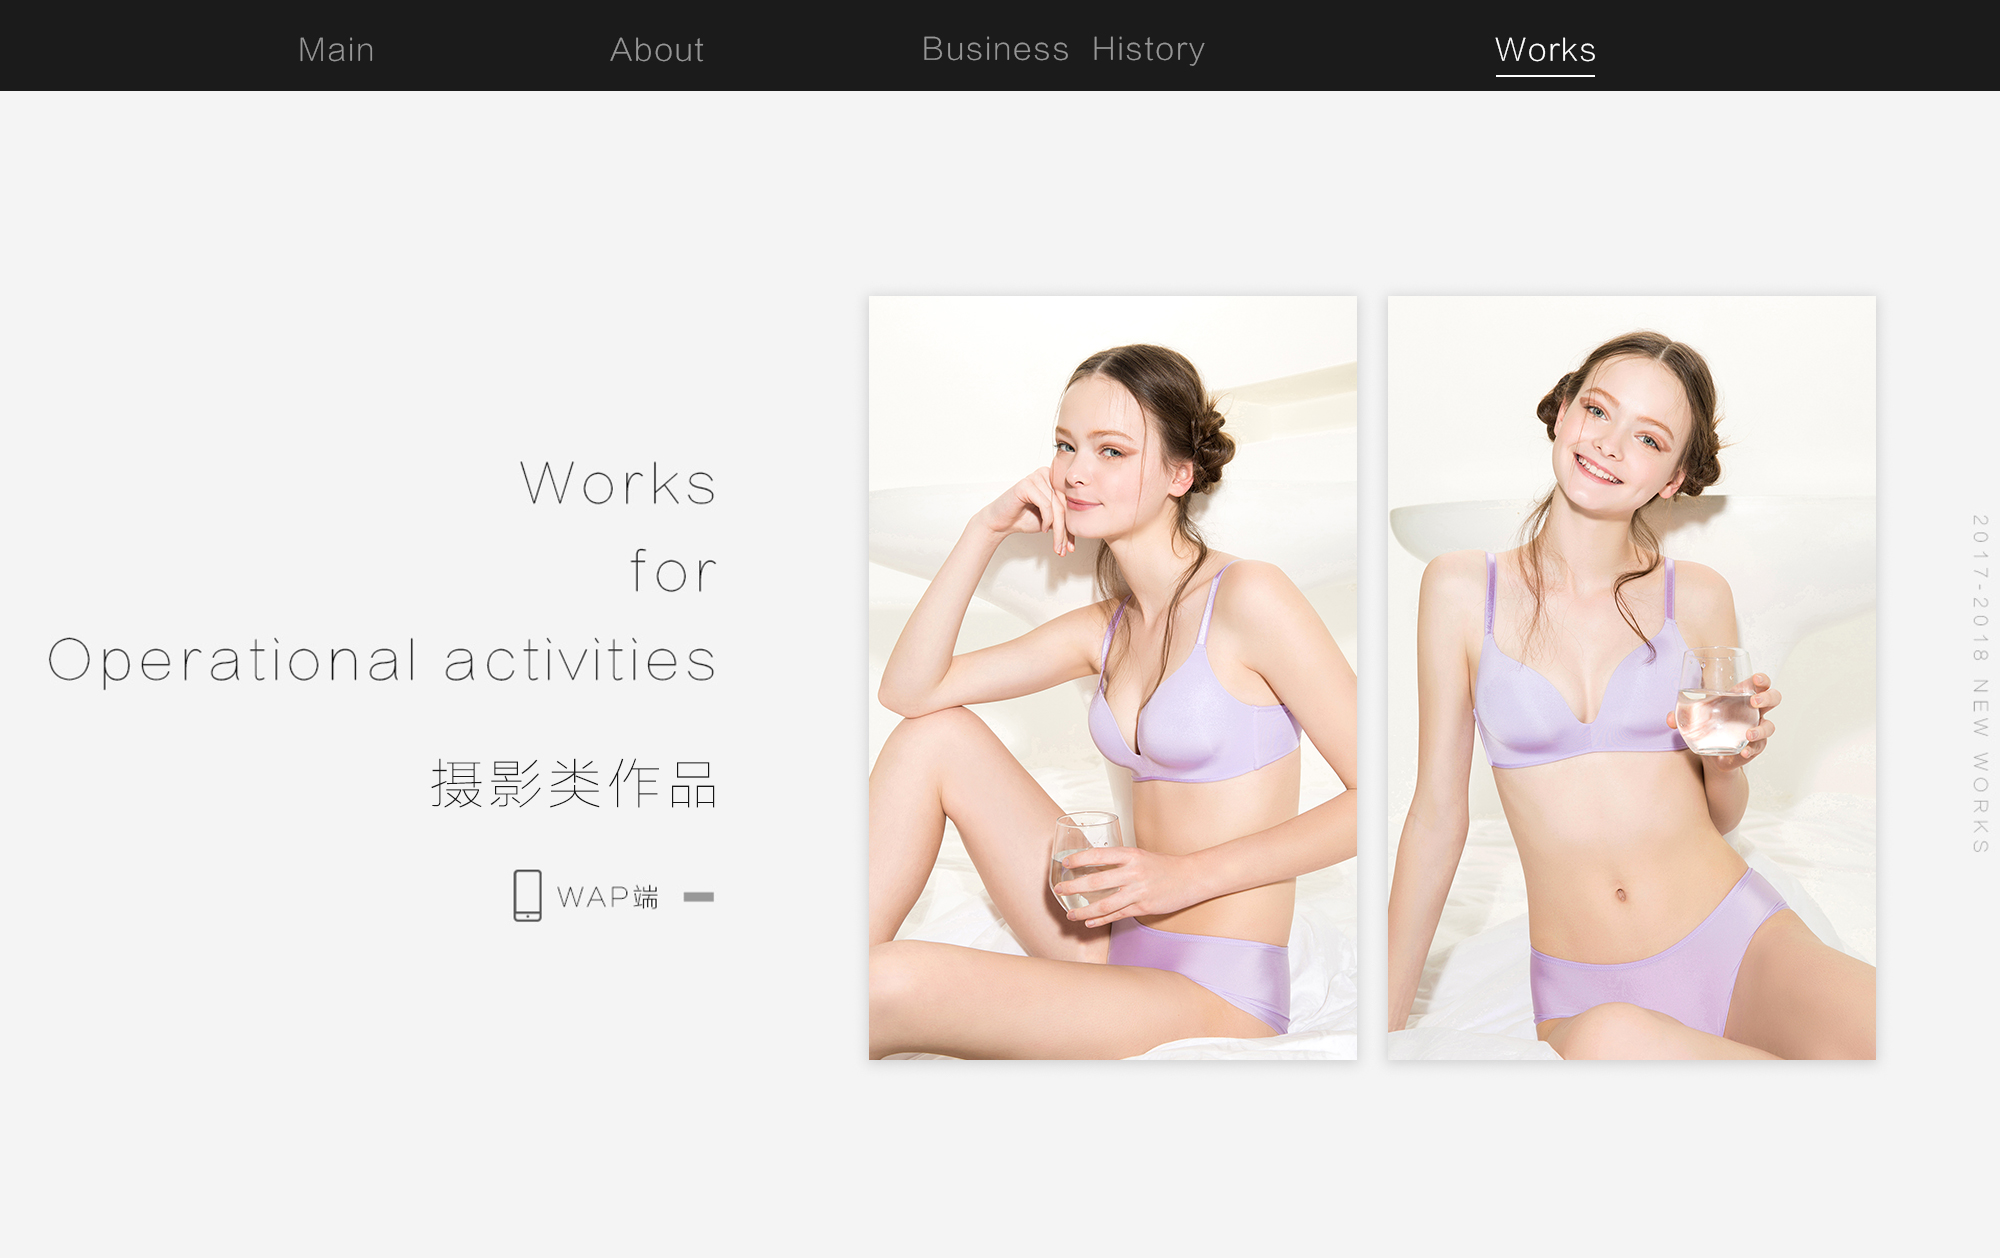 Main
About
Business History
Works
Works
for
Operational activities
摄影类作品
WAP端
2017-2018 NEW WORKS